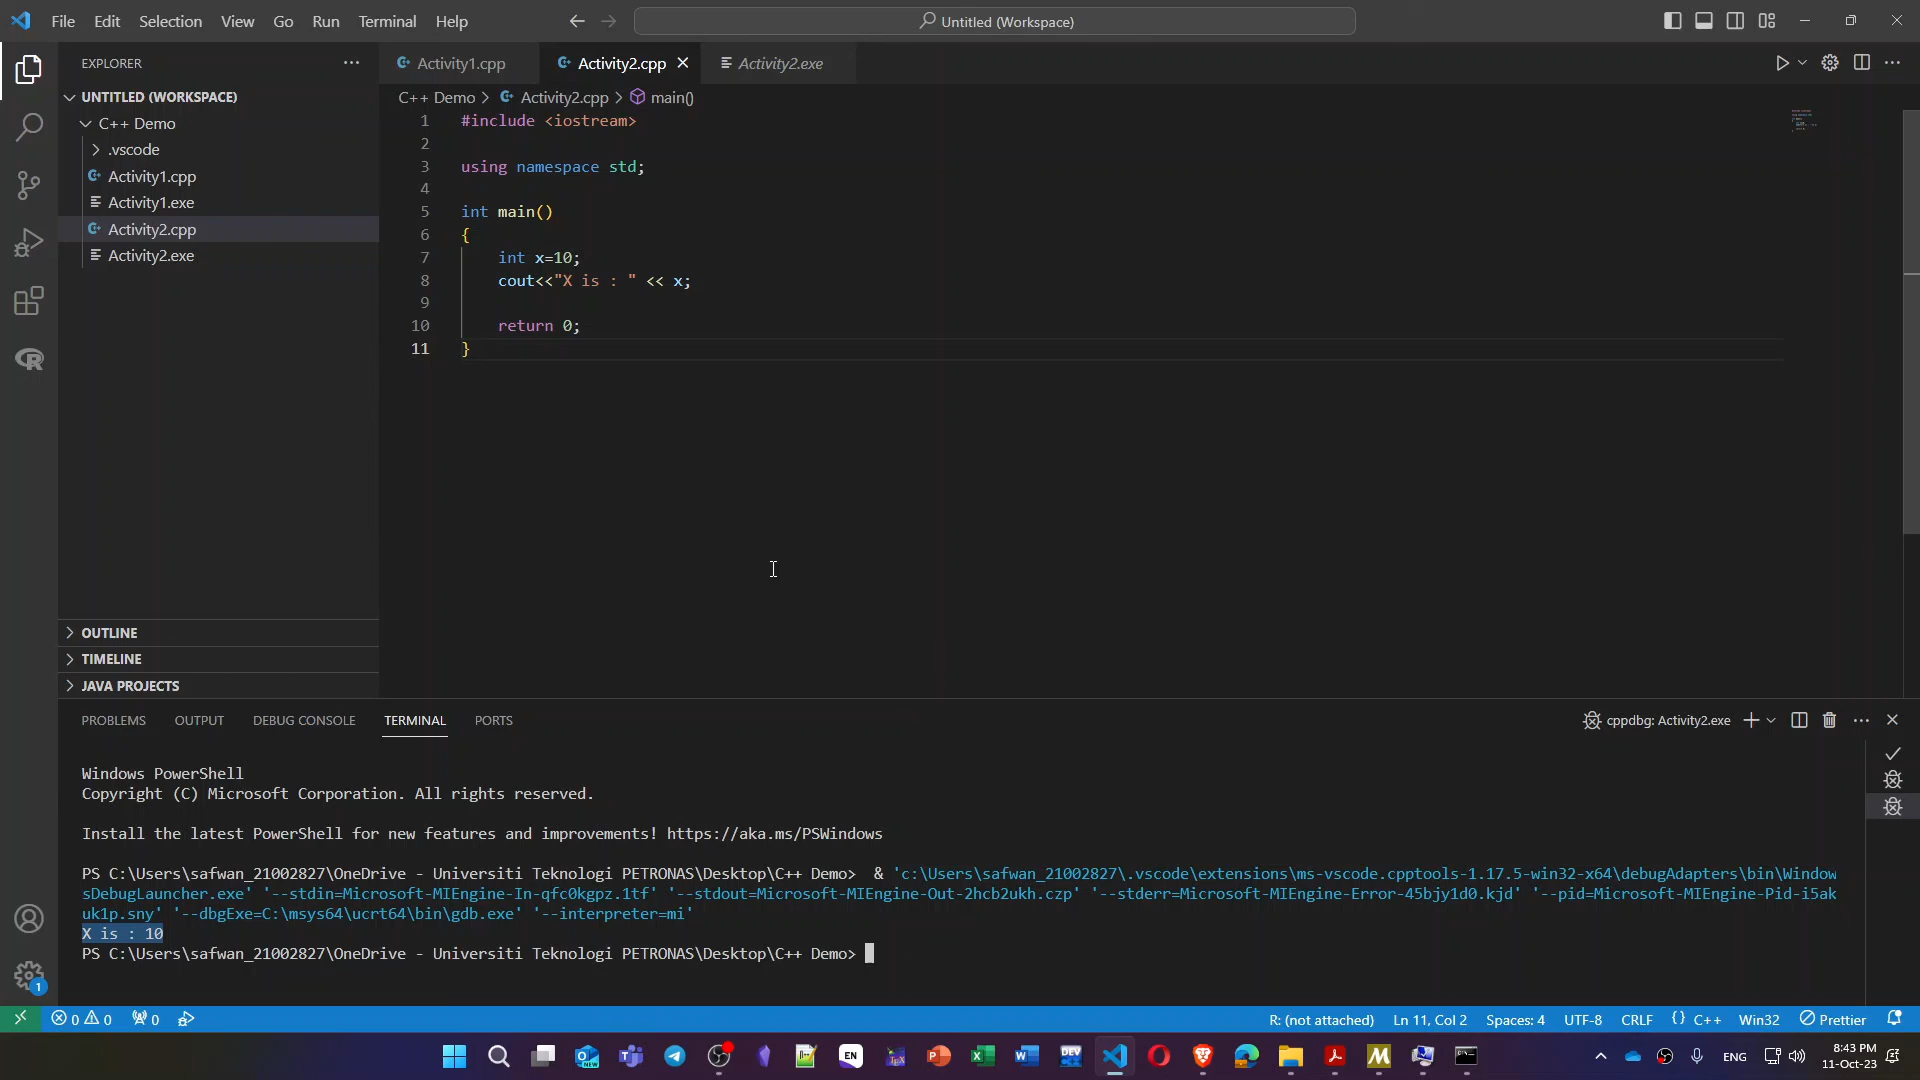 File Edit Selection View Go Run Terminal Help
Untitled (Workspace)
EXPLORER
UNTITLED (WORKSPACE)
C++ Demo
.vscode
Activity1.cpp
Activity1.exe
Activity2.cpp
Activity2.exe
OUTLINE
TIMELINE
JAVA PROJECTS
Activity1.cpp Activity2.cpp Activity2.exe
C++ Demo > Activity2.cpp > main()
1 #include <iostream>
2
3 using namespace std;
4
5 int main()
6 {
7 int x=10;
8 cout<<"X is : " << x;
9
10 return 0;
11 }
PROBLEMS OUTPUT DEBUG CONSOLE TERMINAL PORTS
cppdbg: Activity2.exe
Windows PowerShell
Copyright (C) Microsoft Corporation. All rights reserved.
Install the latest PowerShell for new features and improvements! https://aka.ms/PSWindows
PS C:\Users\safwan_21002827\OneDrive - Universiti Teknologi PETRONAS\Desktop\C++ Demo> & 'c:\Users\safwan_21002827\.vscode\extensions\ms-vscode.cpptools-1.17.5-win32-x64\debugAdapters\bin\Window
sDebugLauncher.exe' '--stdin=Microsoft-MIEngine-In-qfc0kgpz.1tf' '--stdout=Microsoft-MIEngine-Out-2hcb2ukh.czp' '--stderr=Microsoft-MIEngine-Error-45bjy1d0.kjd' '--pid=Microsoft-MIEngine-Pid-i5ak
uk1p.sny' '--dbgExe=C:\msys64\ucrt64\bin\gdb.exe' '--interpreter=mi'
X is : 10
PS C:\Users\safwan_21002827\OneDrive - Universiti Teknologi PETRONAS\Desktop\C++ Demo>
1
0 0 0
R: (not attached) Ln 11, Col 2 Spaces: 4 UTF-8 CRLF {} C++ Win32 Prettier
EN
DEV
ENG
8:43 PM
11-Oct-23